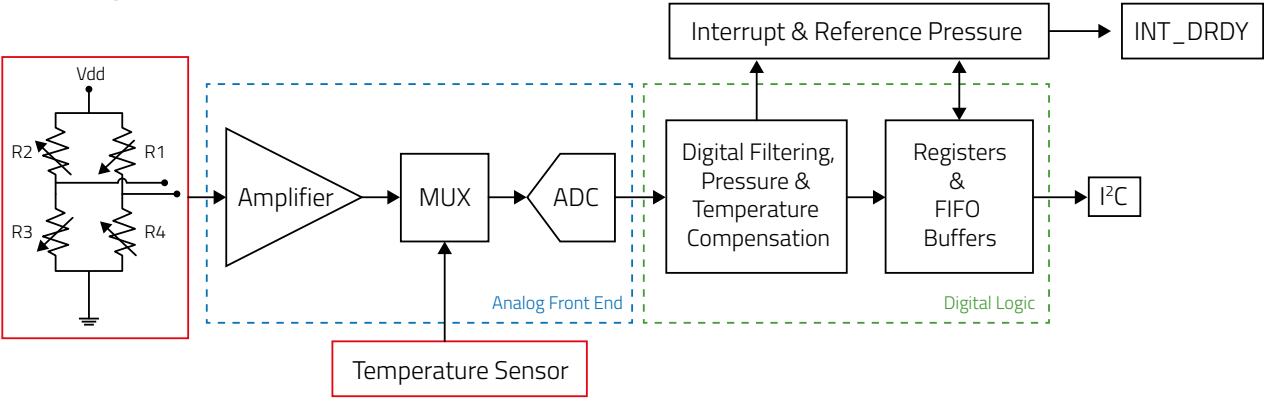 Interrupt & Reference Pressure
INT_DRDY
Vdd
R2
R1
R3
R4
Amplifier
MUX
ADC
Digital Filtering,
Pressure &
Temperature
Compensation
Registers
&
FIFO
Buffers
I²C
Analog Front End
Digital Logic
Temperature Sensor